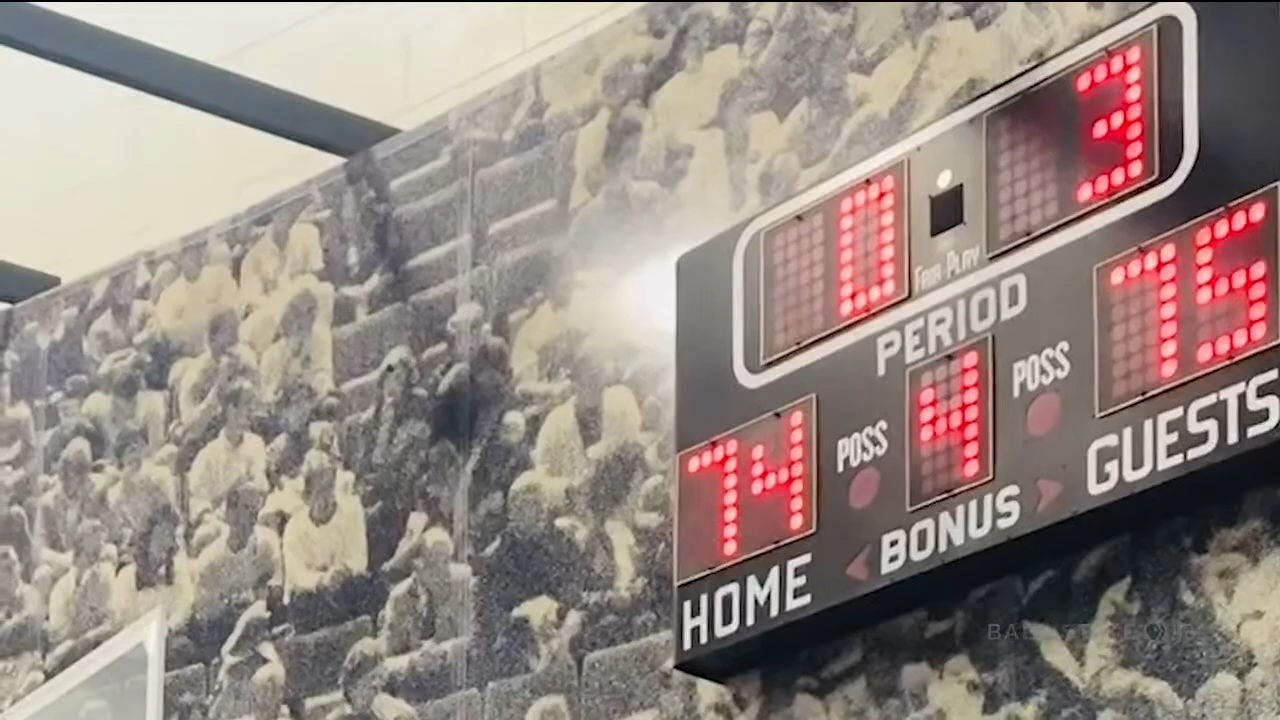 0.3
FAIR-PLAY
PERIOD
74 POSS 4 POSS 75
HOME BONUS GUESTS